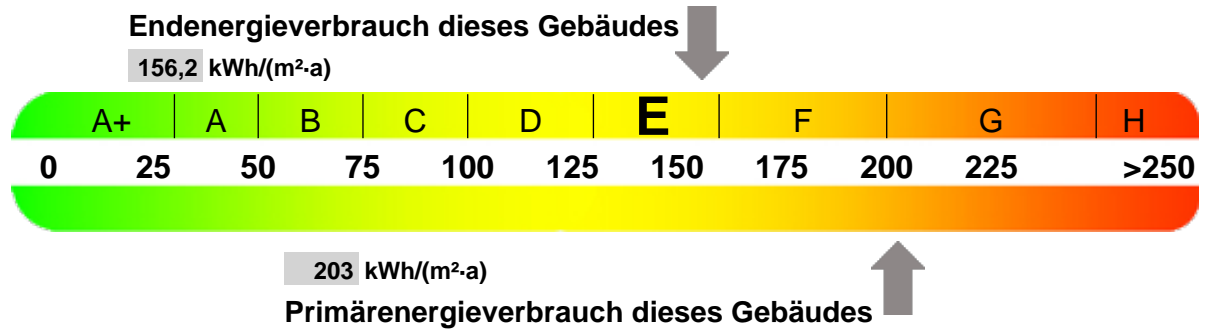 Endenergieverbrauch dieses Gebäudes
156,2 kWh/(m²·a)
A+ A B C D E F G H
0 25 50 75 100 125 150 175 200 225 >250
203 kWh/(m²·a)
Primärenergieverbrauch dieses Gebäudes